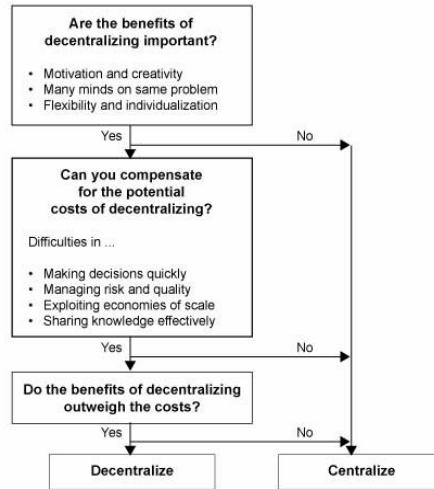 Are the benefits of
decentralizing important?
• Motivation and creativity
• Many minds on same problem
• Flexibility and individualization
Yes
No
Can you compensate
for the potential
costs of decentralizing?
Difficulties in ...
• Making decisions quickly
• Managing risk and quality
• Exploiting economies of scale
• Sharing knowledge effectively
Yes
No
Do the benefits of decentralizing
outweigh the costs?
Yes
No
Decentralize
Centralize